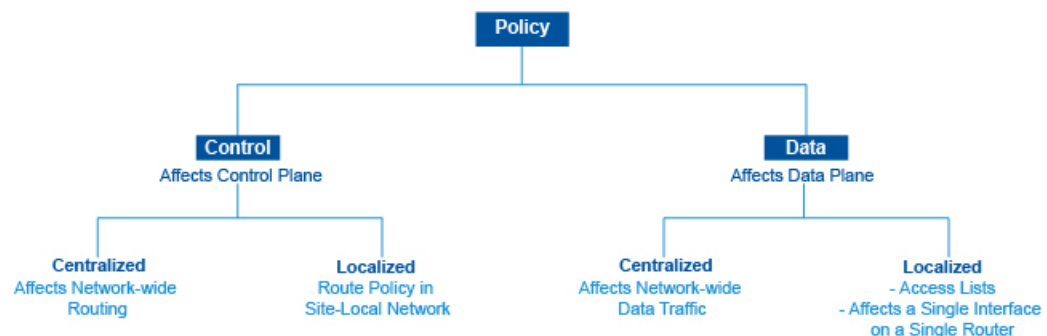 Policy
Control
Affects Control Plane
Data
Affects Data Plane
Centralized
Affects Network-wide
Routing
Localized
Route Policy in
Site-Local Network
Centralized
Affects Network-wide
Data Traffic
Localized
- Access Lists
- Affects a Single Interface
on a Single Router